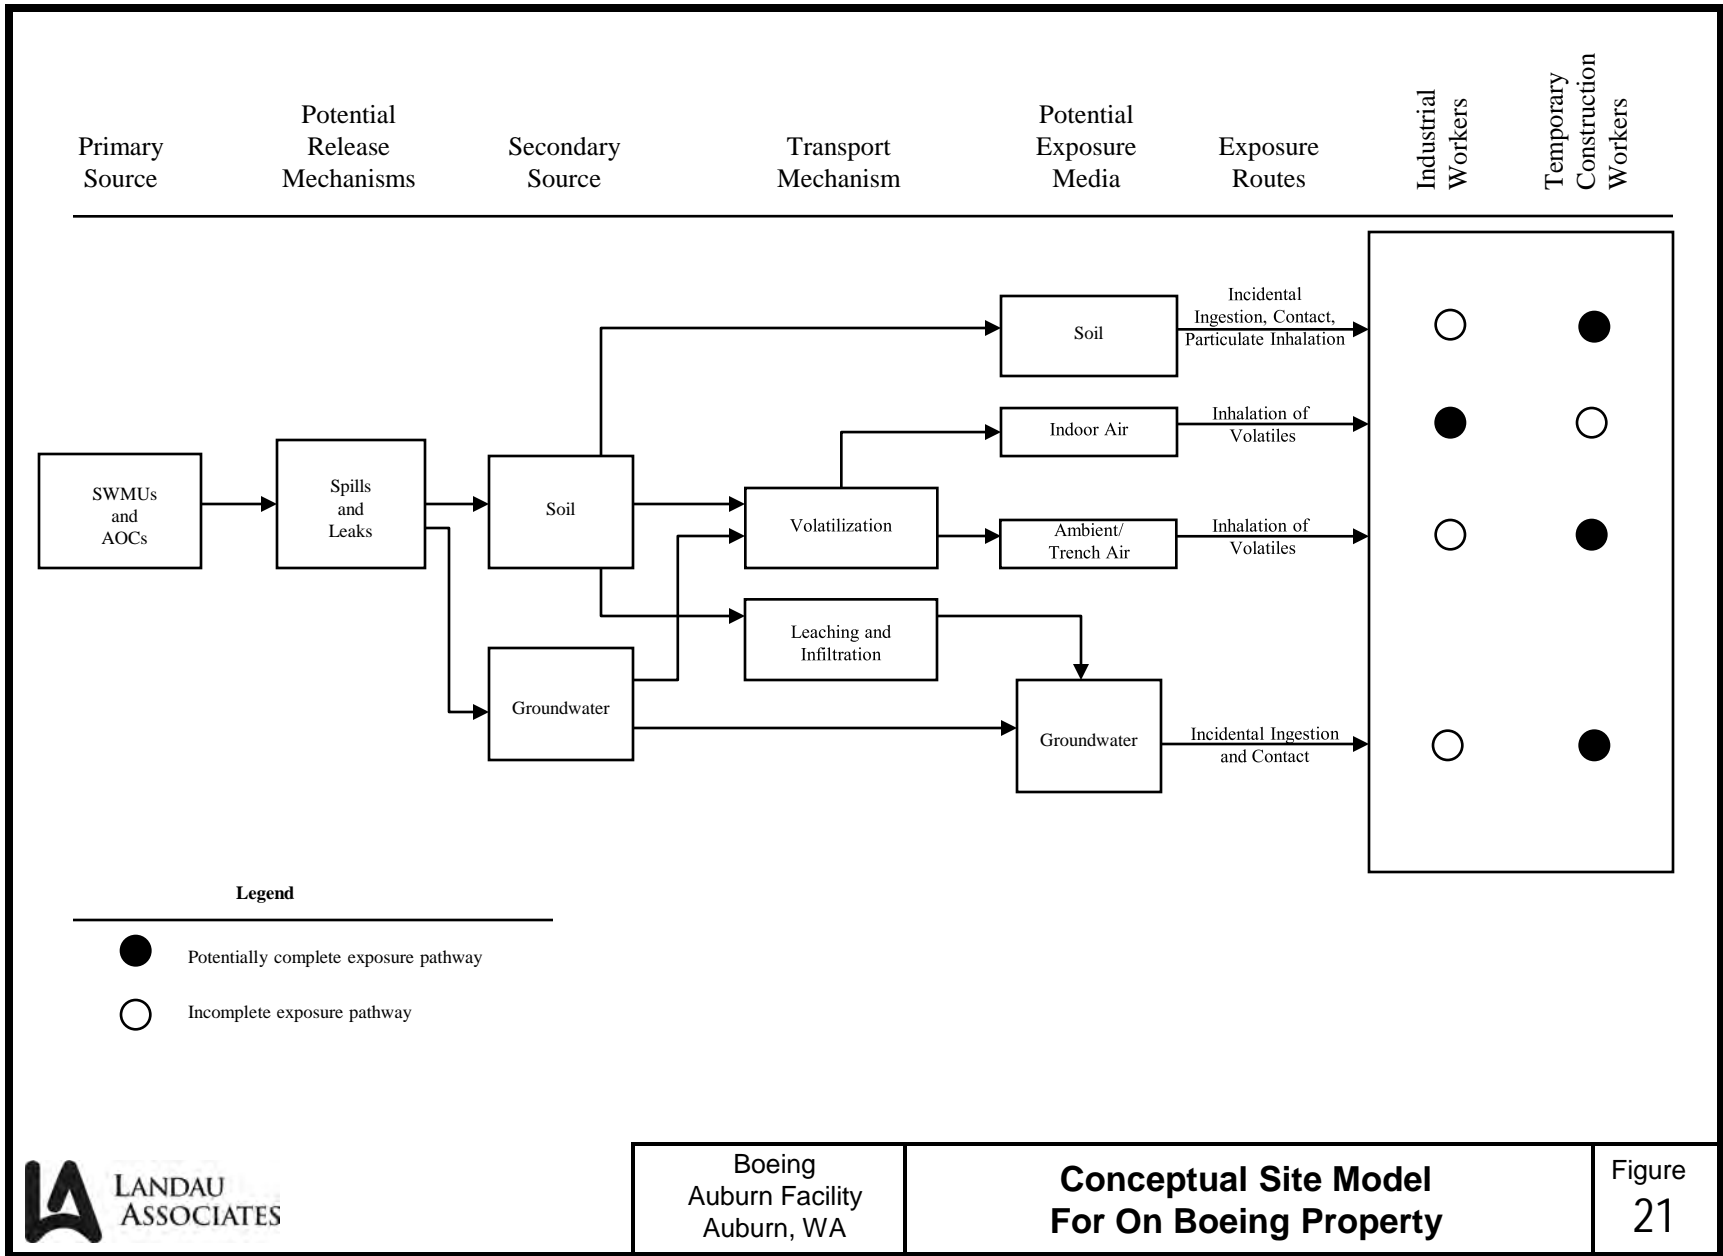 Primary
Source
Potential
Release
Mechanisms
Secondary
Source
Transport
Mechanism
Potential
Exposure
Media
Exposure
Routes
Industrial
Workers
Temporary
Construction
Workers
SWMUs
and
AOCs
Spills
and
Leaks
Soil
Groundwater
Volatilization
Leaching and
Infiltration
Soil
Indoor Air
Ambient/
Trench Air
Groundwater
Incidental
Ingestion, Contact,
Particulate Inhalation
Inhalation of
Volatiles
Inhalation of
Volatiles
Incidental Ingestion
and Contact
Legend
Potentially complete exposure pathway
Incomplete exposure pathway
LA
LANDAU
ASSOCIATES
Boeing
Auburn Facility
Auburn, WA
Conceptual Site Model
For On Boeing Property
Figure
21